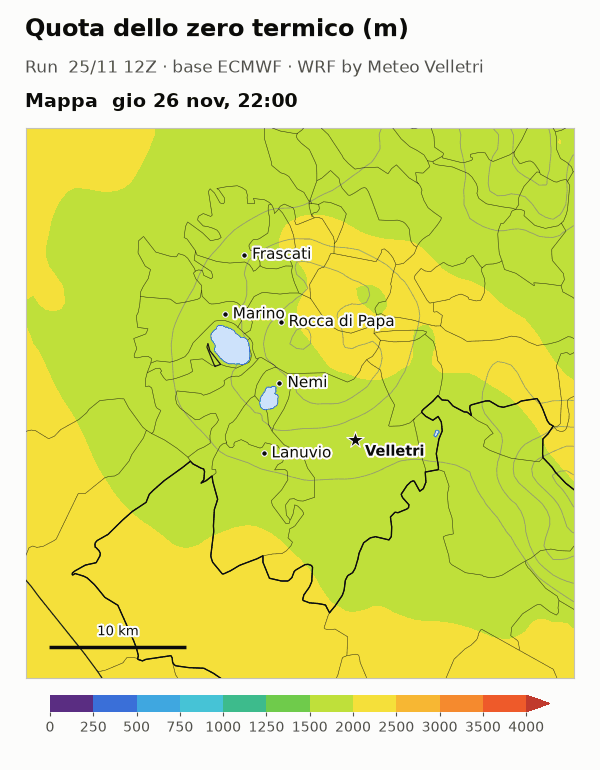 Quota dello zero termico (m)
Run  25/11 12Z · base ECMWF · WRF by Meteo Velletri
Mappa  gio 26 nov, 22:00
Frascati
Marino
Rocca di Papa
Nemi
Velletri
Lanuvio
10 km
0 250 500 750 1000 1250 1500 2000 2500 3000 3500 4000